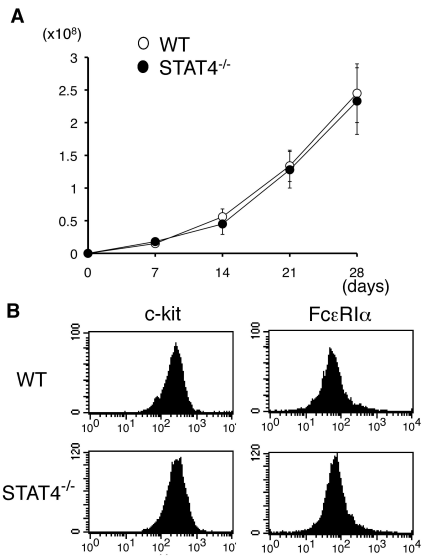 A
(x10⁸)
WT
STAT4⁻/⁻
3
2.5
2
1.5
1
0.5
0
0 7 14 21 28
(days)
B
c-kit FcεRIα
WT
100 0
10⁰ 10¹ 10² 10³ 10
100 0
10⁰ 10¹ 10² 10³ 10⁴
STAT4⁻/⁻
120 0
10⁰ 10¹ 10² 10³ 10
120 0
10⁰ 10¹ 10² 10³ 10⁴